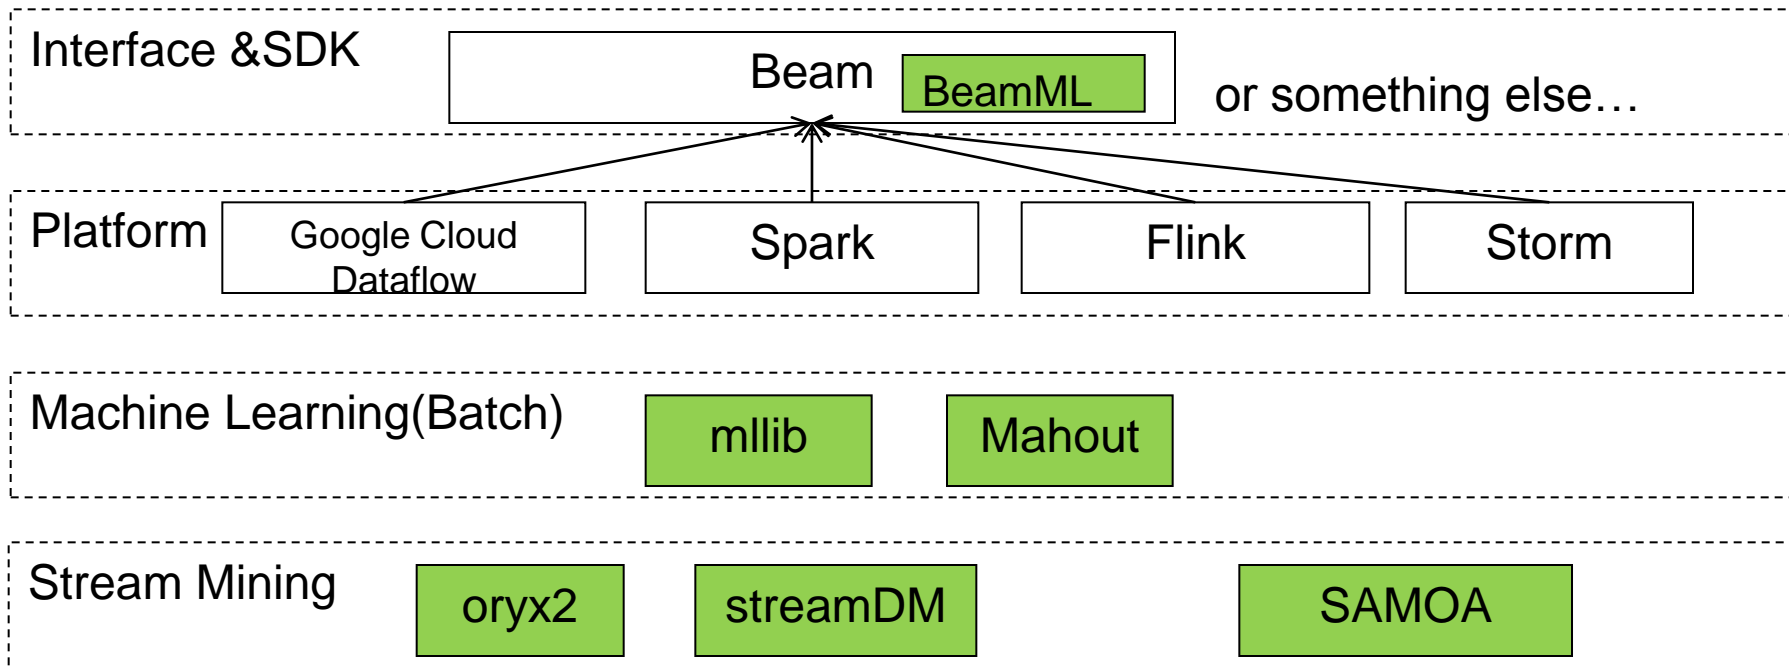 Interface &SDK
Beam
BeamML
or something else…
Platform
Google Cloud
Dataflow
Spark
Flink
Storm
Machine Learning(Batch)
mllib
Mahout
Stream Mining
oryx2
streamDM
SAMOA